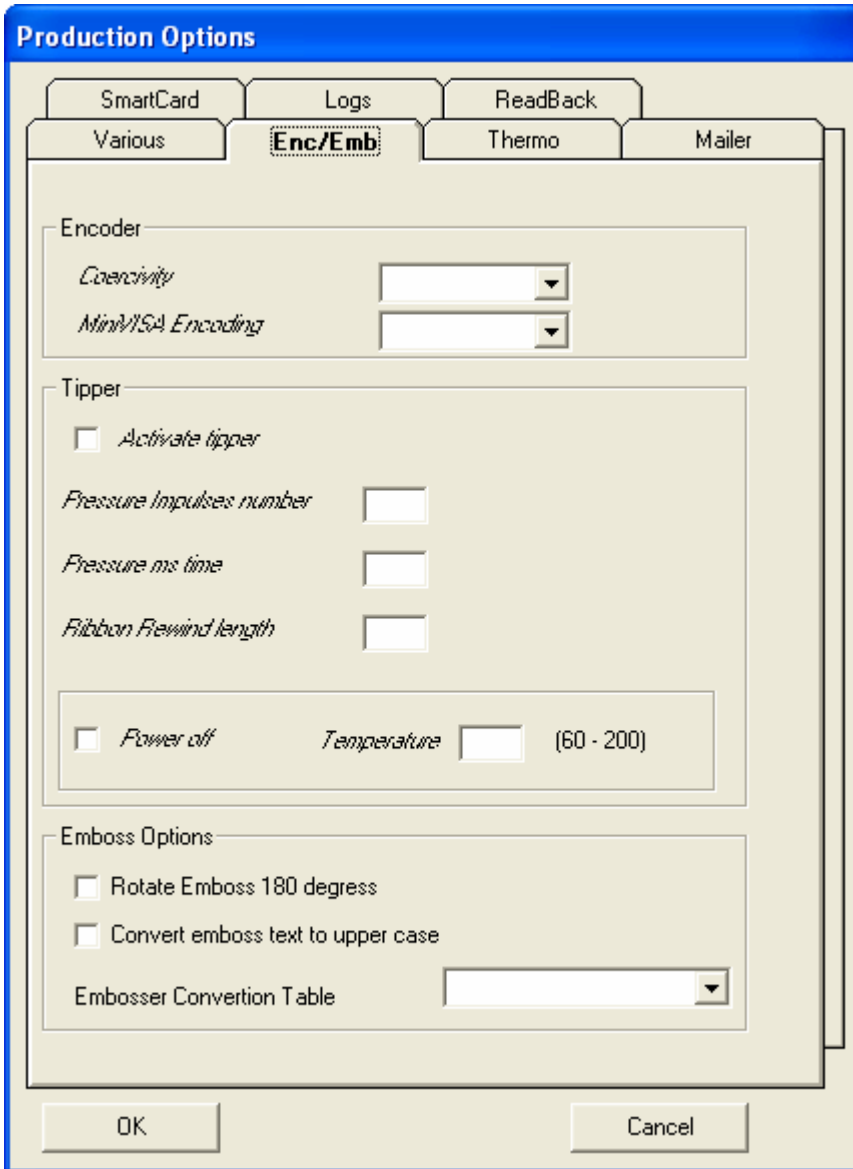 Production Options
SmartCard Logs ReadBack
Various Enc/Emb Thermo Mailer
Encoder
Coercivity
MiniVISA Encoding
Tipper
Activate tipper
Pressure Impulses number
Pressure ms time
Ribbon Rewind length
Power off Temperature (60 - 200)
Emboss Options
Rotate Emboss 180 degress
Convert emboss text to upper case
Embosser Convertion Table
OK Cancel